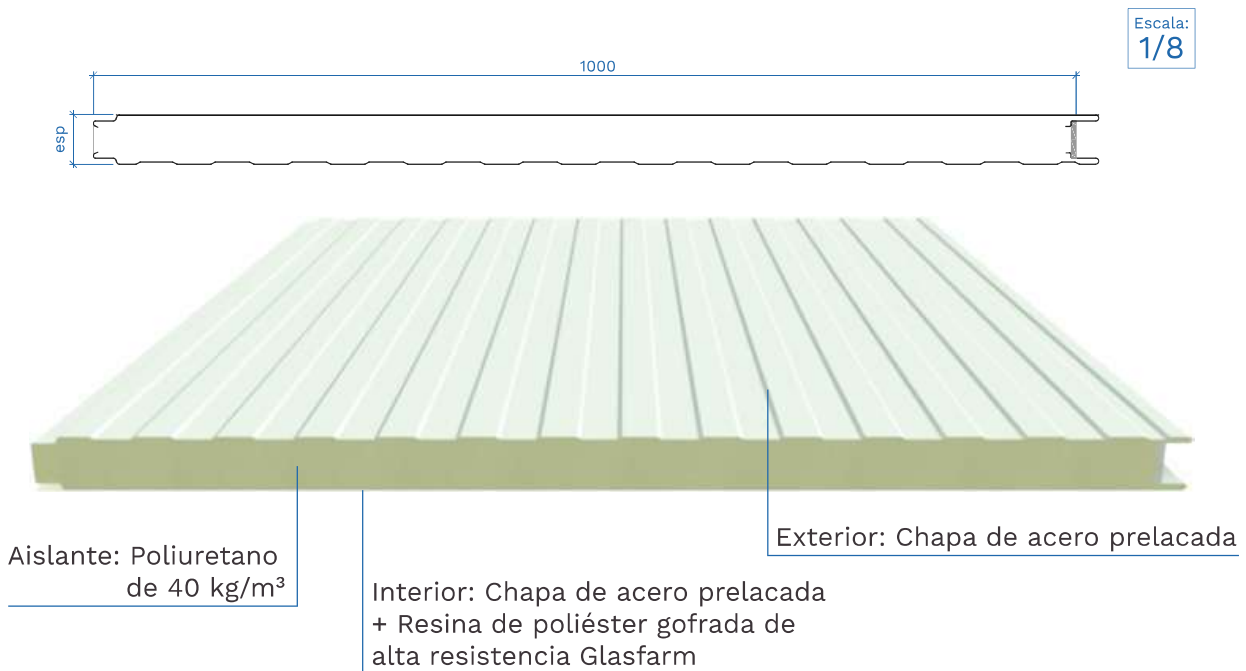 Escala:
1/8
1000
esp
Exterior: Chapa de acero prelacada
Aislante: Poliuretano
de 40 kg/m³
Interior: Chapa de acero prelacada
+ Resina de poliéster gofrada de
alta resistencia Glasfarm